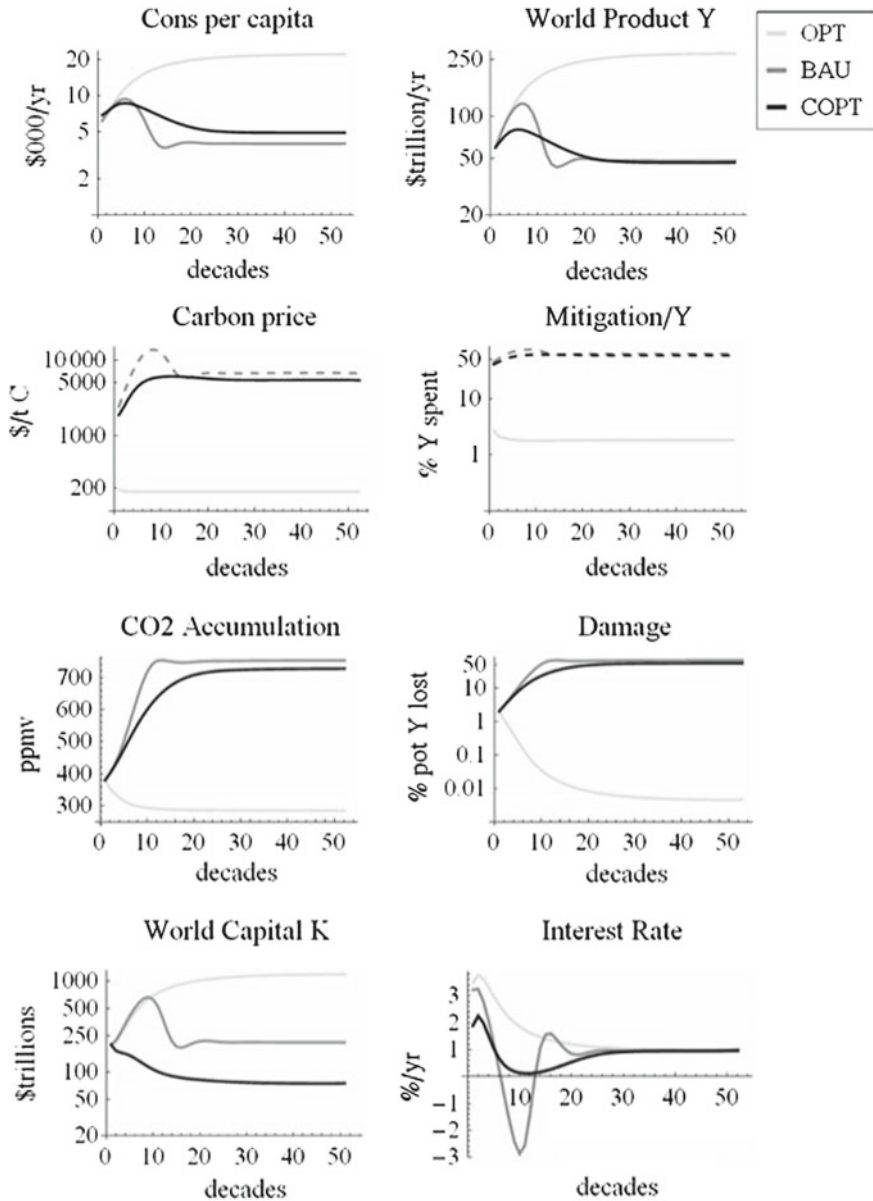 Cons per capita
World Product Y
OPT
BAU
COPT
$000/yr
20
10
5
2
0 10 20 30 40 50
decades
$trillion/yr
250
100
50
20
0 10 20 30 40 50
decades
Carbon price
Mitigation/Y
$/t C
10 000
5000
1000
200
0 10 20 30 40 50
decades
% Y spent
50
10
1
0 10 20 30 40 50
decades
CO2 Accumulation
Damage
ppmv
700
600
500
400
300
0 10 20 30 40 50
decades
% pot Y lost
50
10
1
0.1
0.01
0 10 20 30 40 50
decades
World Capital K
Interest Rate
$trillions
1000
500
250
100
50
20
0 10 20 30 40 50
decades
%/yr
3
2
1
−1
−2
−3
10 20 30 40 50
decades